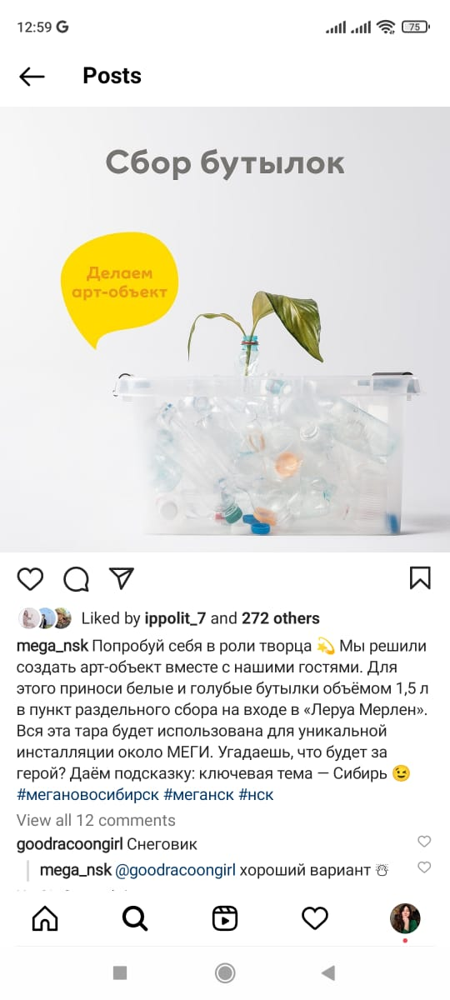 12:59 G
75
Posts
Сбор бутылок
Делаем
арт-объект
Liked by ippolit_7 and 272 others
mega_nsk Попробуй себя в роли творца 💫 Мы решили
создать арт-объект вместе с нашими гостями. Для
этого приноси белые и голубые бутылки объёмом 1,5 л
в пункт раздельного сбора на входе в «Леруа Мерлен».
Вся эта тара будет использована для уникальной
инсталляции около МЕГИ. Угадаешь, что будет за
герой? Даём подсказку: ключевая тема — Сибирь 😉
#мегановосибирск #меганск #нск
View all 12 comments
goodracoongirl Снеговик
mega_nsk @goodracoongirl хороший вариант ☃